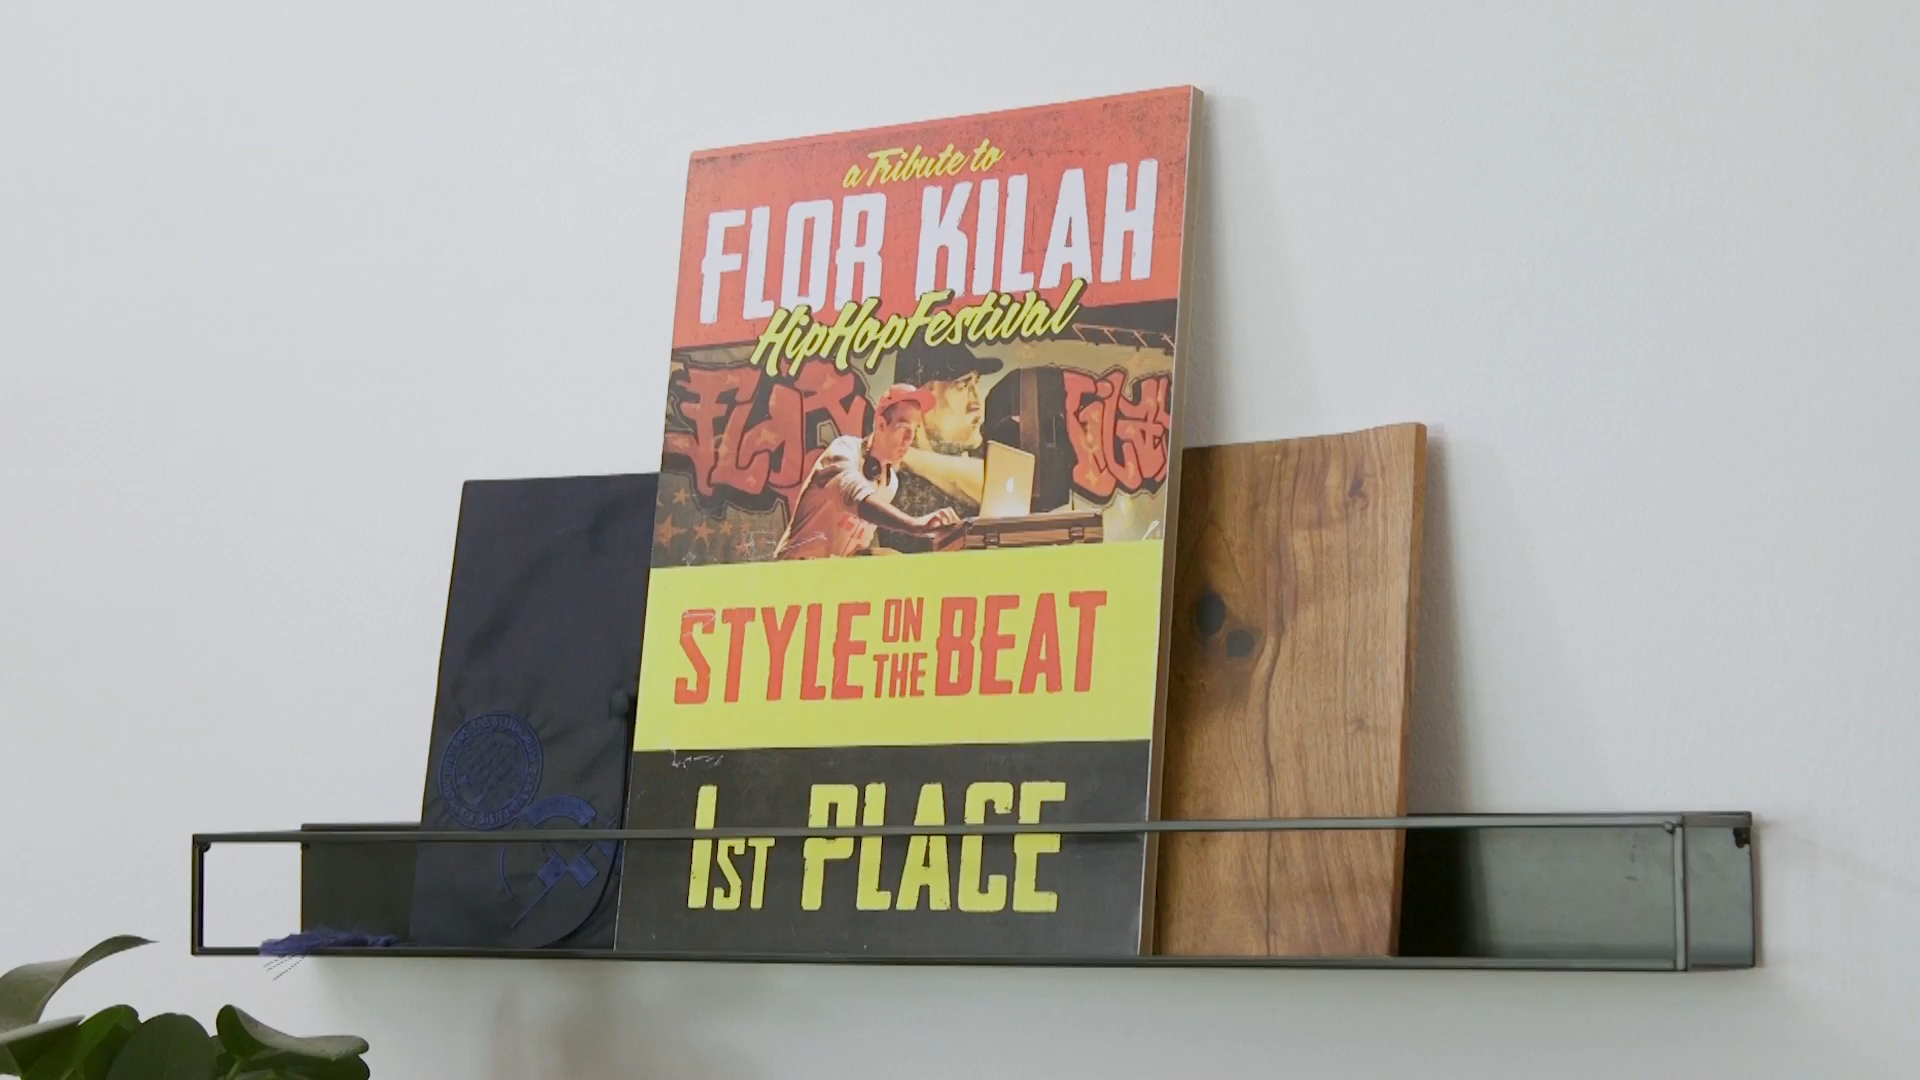 a Tribute to
FLOR KILAH
HipHopFestival
STYLE ON THE BEAT
1ST PLACE